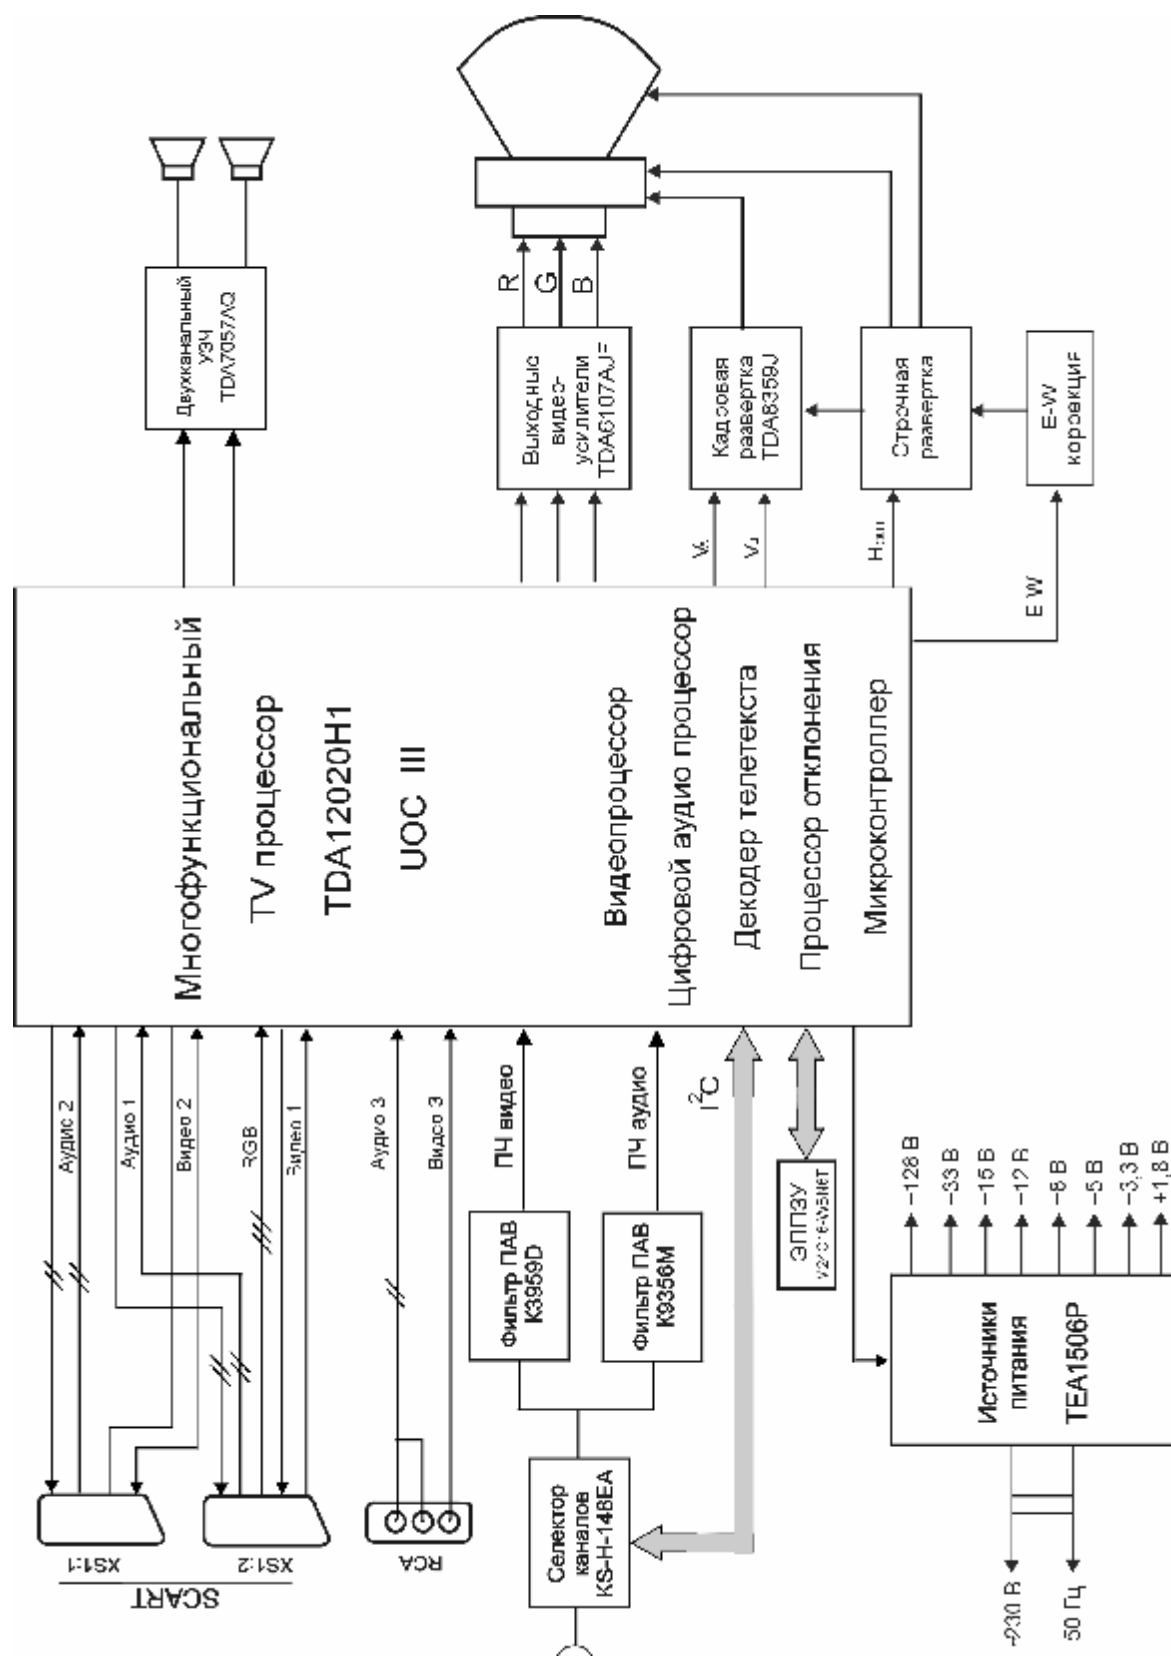 Двухканальный
УЗЧ
TDA7057AQ
R
G
B
Выходные
видео-
усилители
TDA6107AJF
Кадровая
развертка
TDA8359J
Строчная
развертка
E-W
коррекция
E W
Многофункциональный
TV процессор
TDA12020H1
UOC III
Видеопроцессор
Цифровой аудио процессор
Декодер телетекста
Процессор отклонения
Микроконтроллер
Аудио 2
Аудио 1
Видео 2
RGB
Видео 1
Аудио 3
Видео 3
ПЧ видео
ПЧ аудио
I²C
Фильтр ПАВ
K3959D
Фильтр ПАВ
K9356M
ЭППЗУ
Селектор
каналов
KS-H-148EA
XS1:1
XS1:2
SCART
RCA
Источники
питания
TEA1506P
–128 В
–33 В
–15 В
–12 В
–8 В
–5 В
–3,3 В
+1,8 В
~230 В
50 Гц